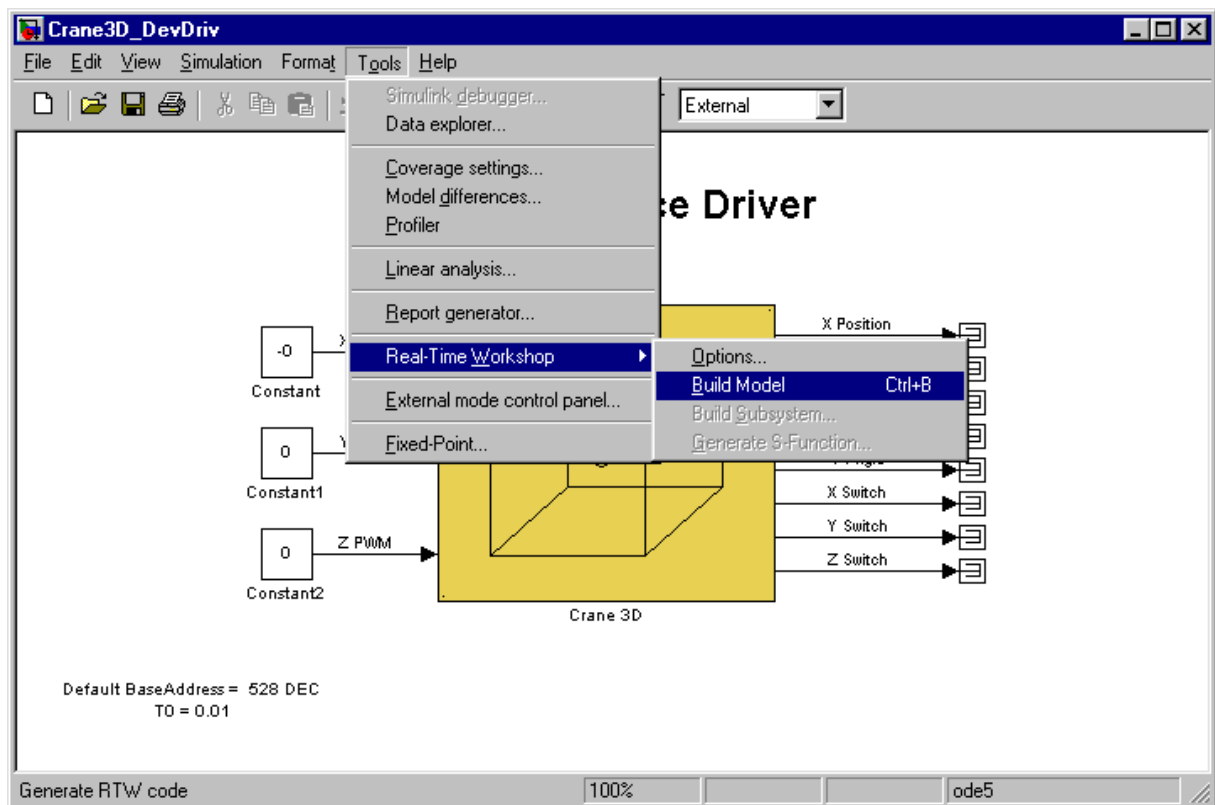 Crane3D_DevDriv
File Edit View Simulation Format Tools Help
External
Simulink debugger...
Data explorer...
Coverage settings...
Model differences...
Profiler
Linear analysis...
Report generator...
Real-Time Workshop
External mode control panel...
Fixed-Point...
Options...
Build Model Ctrl+B
Build Subsystem...
Generate S-Function...
Driver
-0
Constant
0
Constant1
0
Constant2
Z PWM
X Position
X Switch
Y Switch
Z Switch
Crane 3D
Default BaseAddress = 528 DEC
T0 = 0.01
Generate RTW code 100% ode5